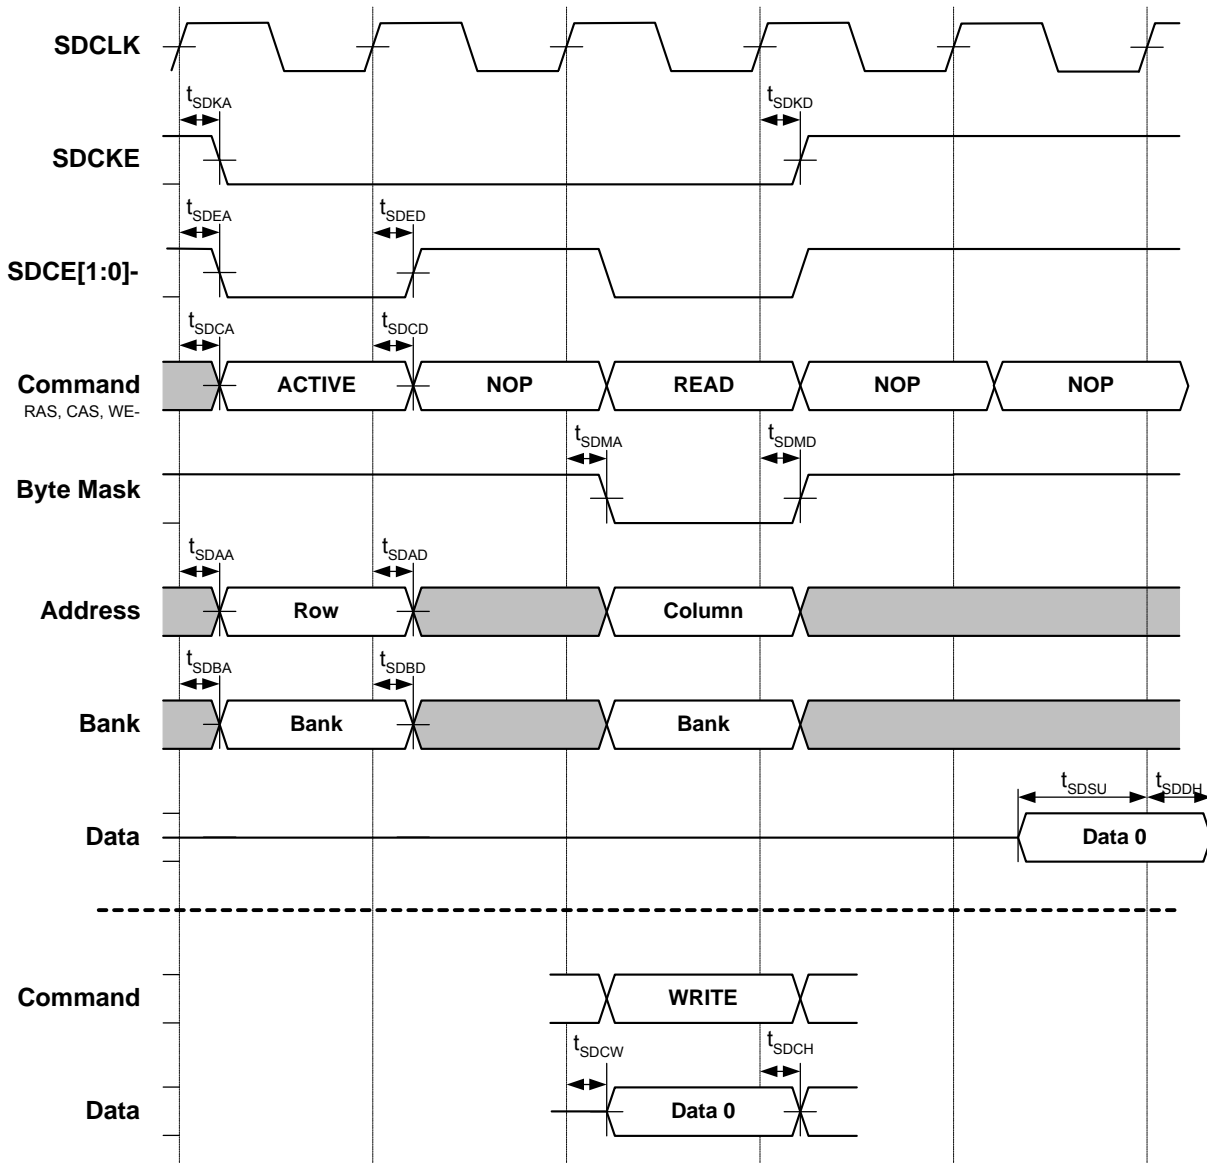 SDCLK
tSDKA tSDKD
SDCKE
tSDEA tSDED
SDCE[1:0]-
tSDCA tSDCD
Command ACTIVE NOP READ NOP NOP
RAS, CAS, WE-
tSDMA tSDMD
Byte Mask
tSDAA tSDAD
Address Row Column
tSDBA tSDBD
Bank Bank Bank
tSDSU tSDDH
Data Data 0
Command WRITE
tSDCW tSDCH
Data Data 0